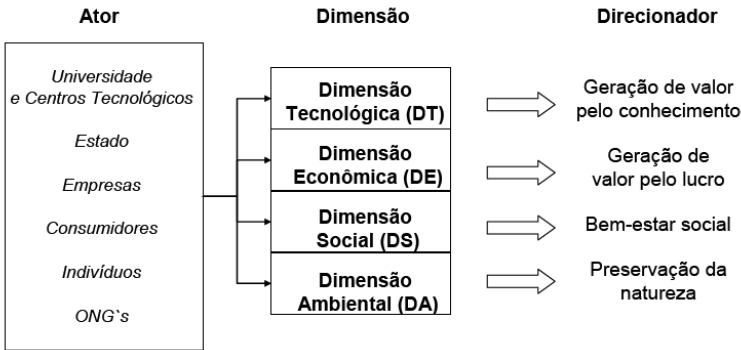 Ator
Dimensão
Direcionador
Universidade
e Centros Tecnológicos
Estado
Empresas
Consumidores
Indivíduos
ONG`s
Dimensão
Tecnológica (DT)
Dimensão
Econômica (DE)
Dimensão
Social (DS)
Dimensão
Ambiental (DA)
Geração de valor
pelo conhecimento
Geração de
valor pelo lucro
Bem-estar social
Preservação da
natureza